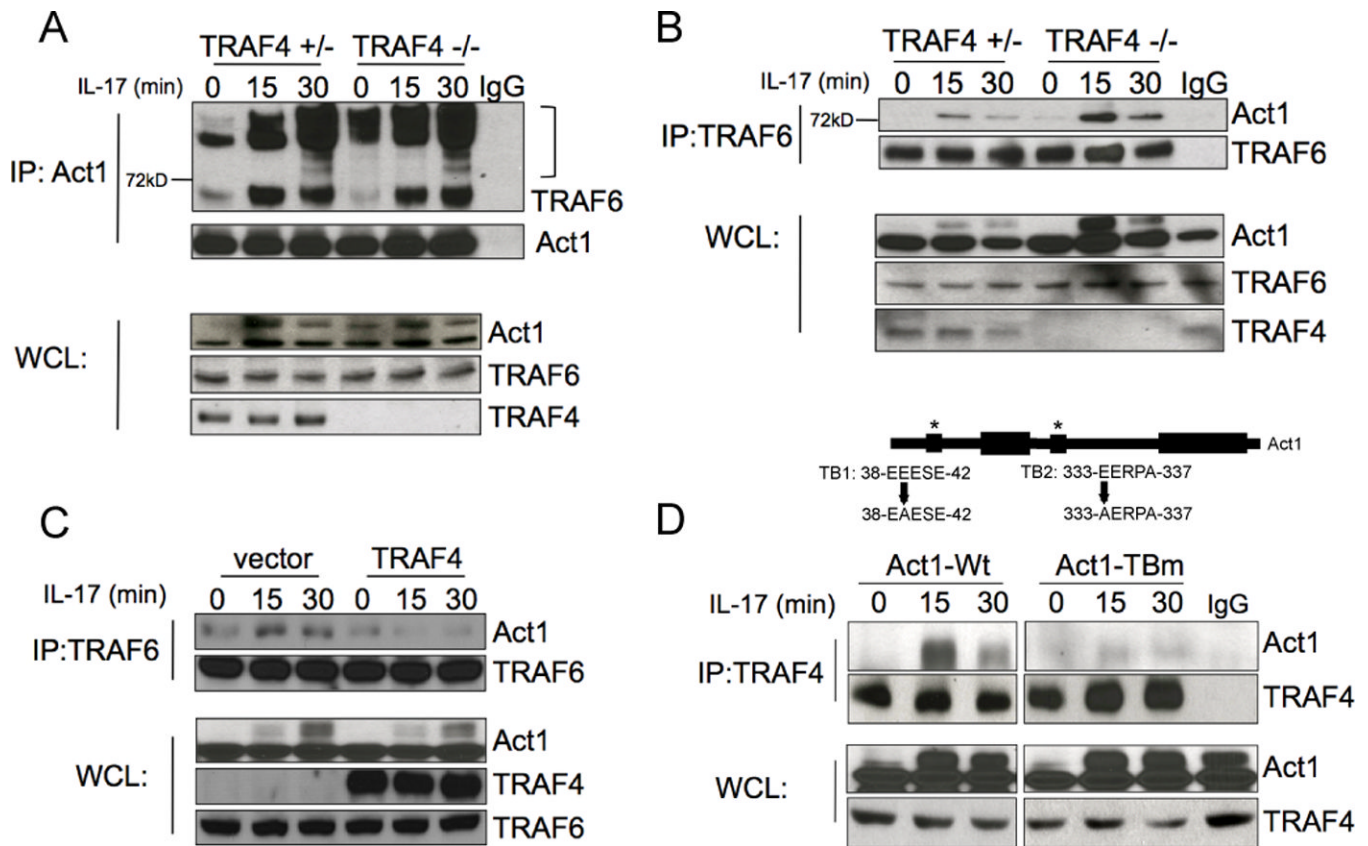 A
TRAF4 +/- TRAF4 -/-
IL-17 (min) 0 15 30 0 15 30 IgG
IP: Act1
72kD
TRAF6
Act1
WCL:
Act1
TRAF6
TRAF4
B
TRAF4 +/- TRAF4 -/-
IL-17 (min) 0 15 30 0 15 30 IgG
IP:TRAF6
72kD
Act1
TRAF6
WCL:
Act1
TRAF6
TRAF4
* *
Act1
TB1: 38-EEESE-42 TB2: 333-EERPA-337
38-EAESE-42 333-AERPA-337
C
vector TRAF4
IL-17 (min) 0 15 30 0 15 30
IP:TRAF6
Act1
TRAF6
WCL:
Act1
TRAF4
TRAF6
D
Act1-Wt Act1-TBm
IL-17 (min) 0 15 30 0 15 30 IgG
IP:TRAF4
Act1
TRAF4
WCL:
Act1
TRAF4